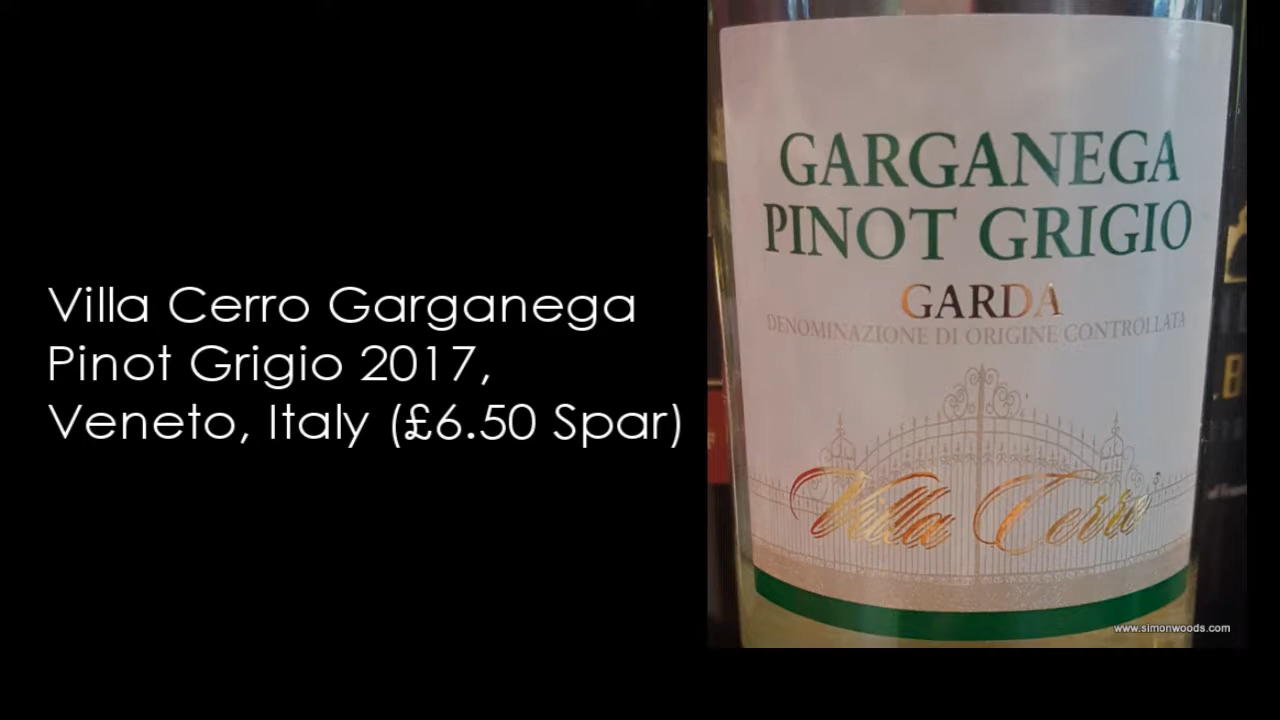 Villa Cerro Garganega
Pinot Grigio 2017,
Veneto, Italy (£6.50 Spar)
GARGANEGA
PINOT GRIGIO
GARDA
DENOMINAZIONE DI ORIGINE CONTROLLATA
Villa Cerro
www.simonwoods.com